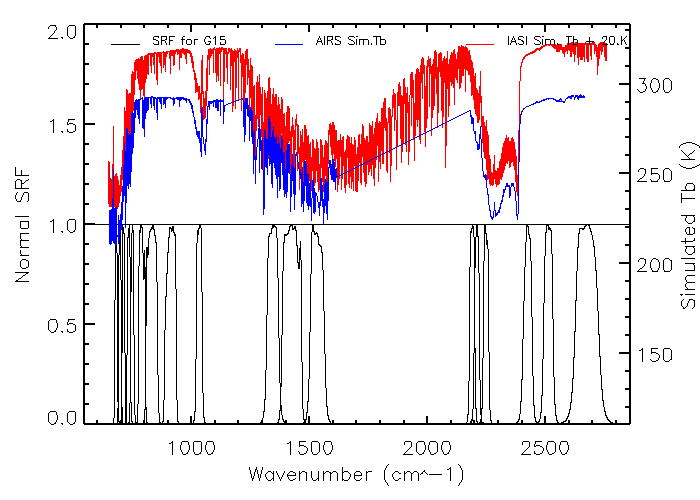 SRF for G15 AIRS Sim.Tb IASI Sim. Tb + 20.K
2.0
1.5
1.0
0.5
0.0
Normal SRF
300
250
200
150
Simulated Tb (K)
1000 1500 2000 2500
Wavenumber (cm^-1)